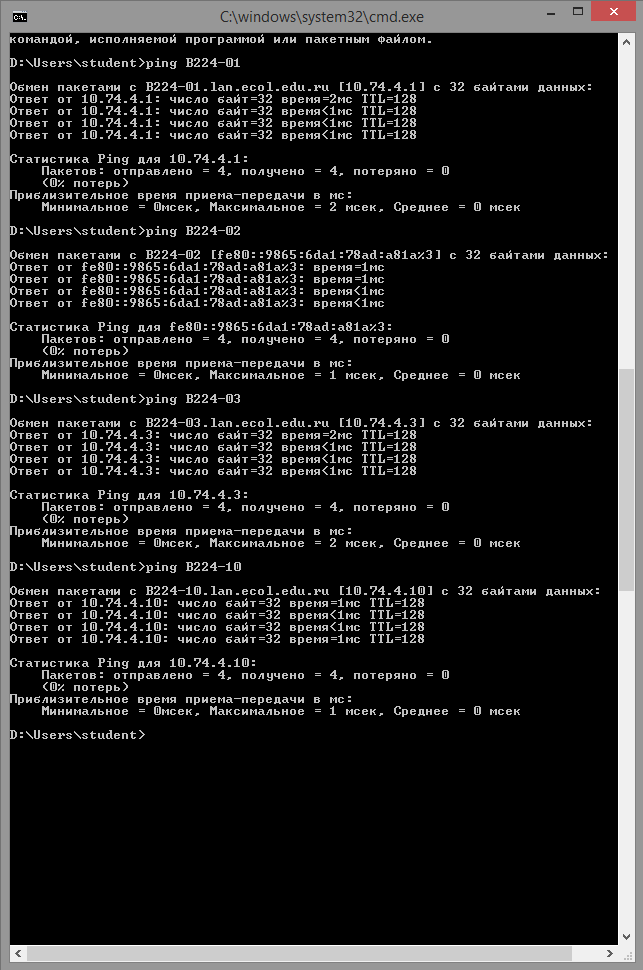 C:\windows\system32\cmd.exe
командой, исполняемой программой или пакетным файлом.
D:\Users\student>ping B224-01
Обмен пакетами с B224-01.lan.ecol.edu.ru [10.74.4.1] с 32 байтами данных:
Ответ от 10.74.4.1: число байт=32 время=2мс TTL=128
Ответ от 10.74.4.1: число байт=32 время<1мс TTL=128
Ответ от 10.74.4.1: число байт=32 время<1мс TTL=128
Ответ от 10.74.4.1: число байт=32 время<1мс TTL=128
Статистика Ping для 10.74.4.1:
Пакетов: отправлено = 4, получено = 4, потеряно = 0
(0% потерь)
Приблизительное время приема-передачи в мс:
Минимальное = 0мсек, Максимальное = 2 мсек, Среднее = 0 мсек
D:\Users\student>ping B224-02
Обмен пакетами с B224-02 [fe80::9865:6da1:78ad:a81a%3] с 32 байтами данных:
Ответ от fe80::9865:6da1:78ad:a81a%3: время=1мс
Ответ от fe80::9865:6da1:78ad:a81a%3: время=1мс
Ответ от fe80::9865:6da1:78ad:a81a%3: время<1мс
Ответ от fe80::9865:6da1:78ad:a81a%3: время<1мс
Статистика Ping для fe80::9865:6da1:78ad:a81a%3:
Пакетов: отправлено = 4, получено = 4, потеряно = 0
(0% потерь)
Приблизительное время приема-передачи в мс:
Минимальное = 0мсек, Максимальное = 1 мсек, Среднее = 0 мсек
D:\Users\student>ping B224-03
Обмен пакетами с B224-03.lan.ecol.edu.ru [10.74.4.3] с 32 байтами данных:
Ответ от 10.74.4.3: число байт=32 время=2мс TTL=128
Ответ от 10.74.4.3: число байт=32 время<1мс TTL=128
Ответ от 10.74.4.3: число байт=32 время<1мс TTL=128
Ответ от 10.74.4.3: число байт=32 время<1мс TTL=128
Статистика Ping для 10.74.4.3:
Пакетов: отправлено = 4, получено = 4, потеряно = 0
(0% потерь)
Приблизительное время приема-передачи в мс:
Минимальное = 0мсек, Максимальное = 2 мсек, Среднее = 0 мсек
D:\Users\student>ping B224-10
Обмен пакетами с B224-10.lan.ecol.edu.ru [10.74.4.10] с 32 байтами данных:
Ответ от 10.74.4.10: число байт=32 время=1мс TTL=128
Ответ от 10.74.4.10: число байт=32 время<1мс TTL=128
Ответ от 10.74.4.10: число байт=32 время<1мс TTL=128
Ответ от 10.74.4.10: число байт=32 время=1мс TTL=128
Статистика Ping для 10.74.4.10:
Пакетов: отправлено = 4, получено = 4, потеряно = 0
(0% потерь)
Приблизительное время приема-передачи в мс:
Минимальное = 0мсек, Максимальное = 1 мсек, Среднее = 0 мсек
D:\Users\student>